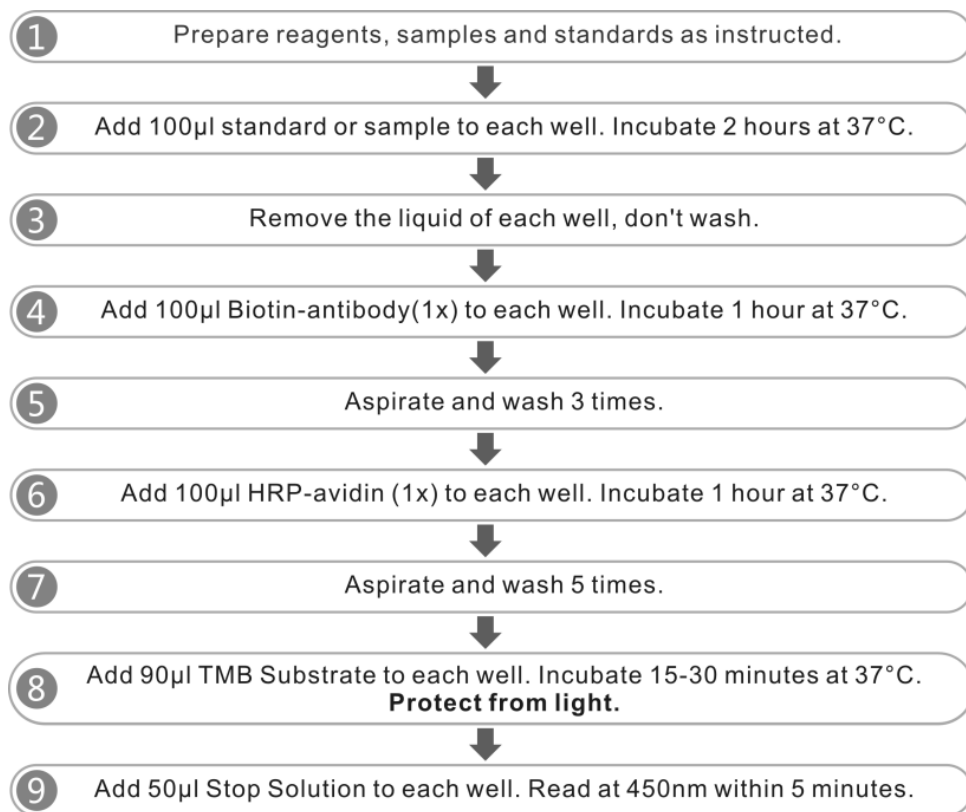 1 Prepare reagents, samples and standards as instructed.
2 Add 100μl standard or sample to each well. Incubate 2 hours at 37°C.
3 Remove the liquid of each well, don't wash.
4 Add 100μl Biotin-antibody(1x) to each well. Incubate 1 hour at 37°C.
5 Aspirate and wash 3 times.
6 Add 100μl HRP-avidin (1x) to each well. Incubate 1 hour at 37°C.
7 Aspirate and wash 5 times.
8 Add 90μl TMB Substrate to each well. Incubate 15-30 minutes at 37°C.
Protect from light.
9 Add 50μl Stop Solution to each well. Read at 450nm within 5 minutes.